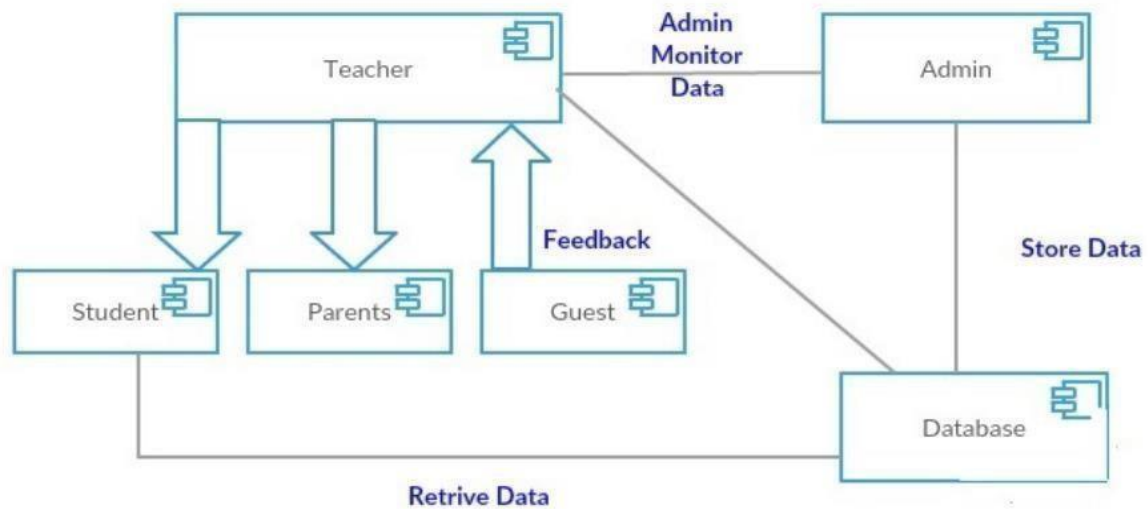 Teacher
Admin
Monitor
Data
Admin
Feedback
Store Data
Student
Parents
Guest
Database
Retrive Data